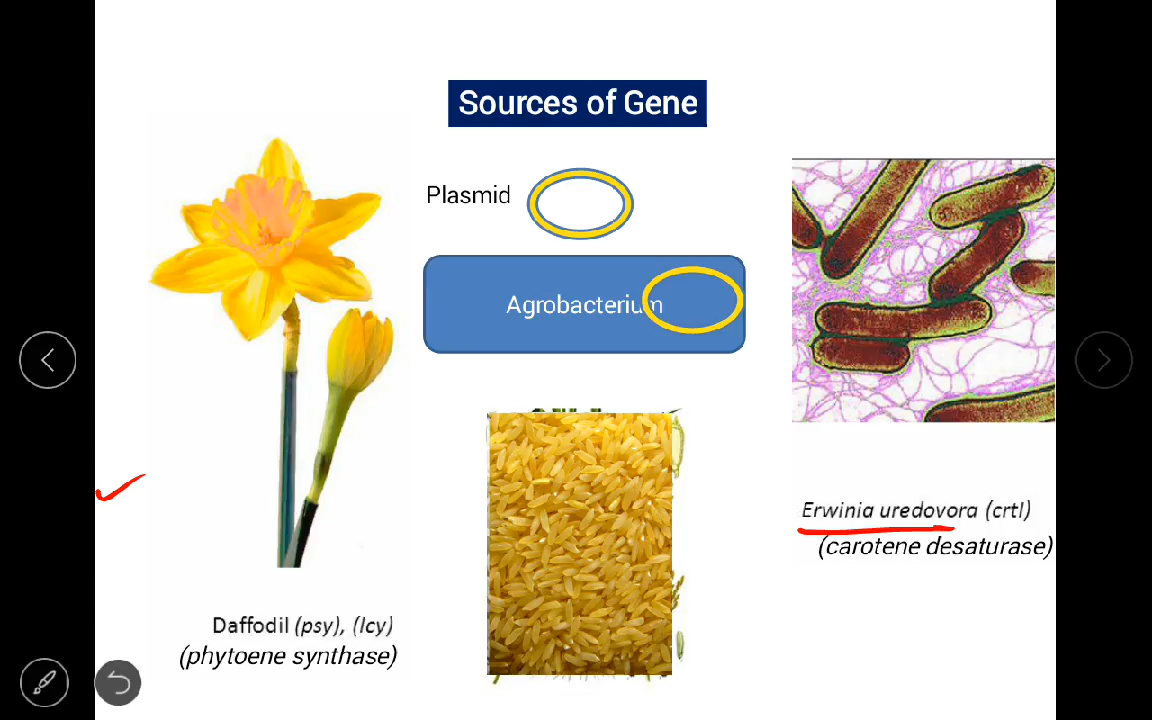 Sources of Gene
Plasmid
Agrobacterium
Erwinia uredovora (crtI)
(carotene desaturase)
Daffodil (psy), (lcy)
(phytoene synthase)